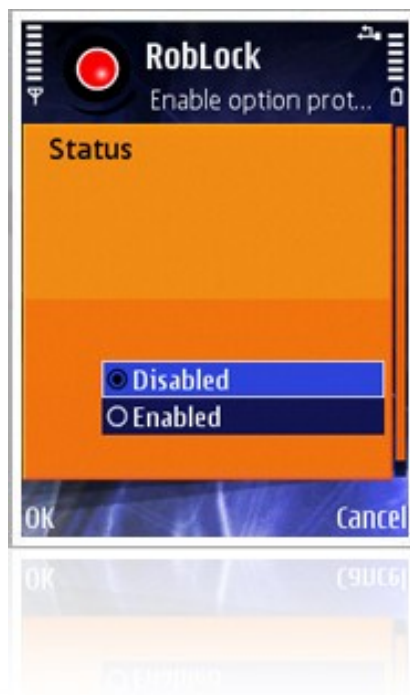 RobLock
Enable option prot...
Status
Disabled
Enabled
OK
Cancel